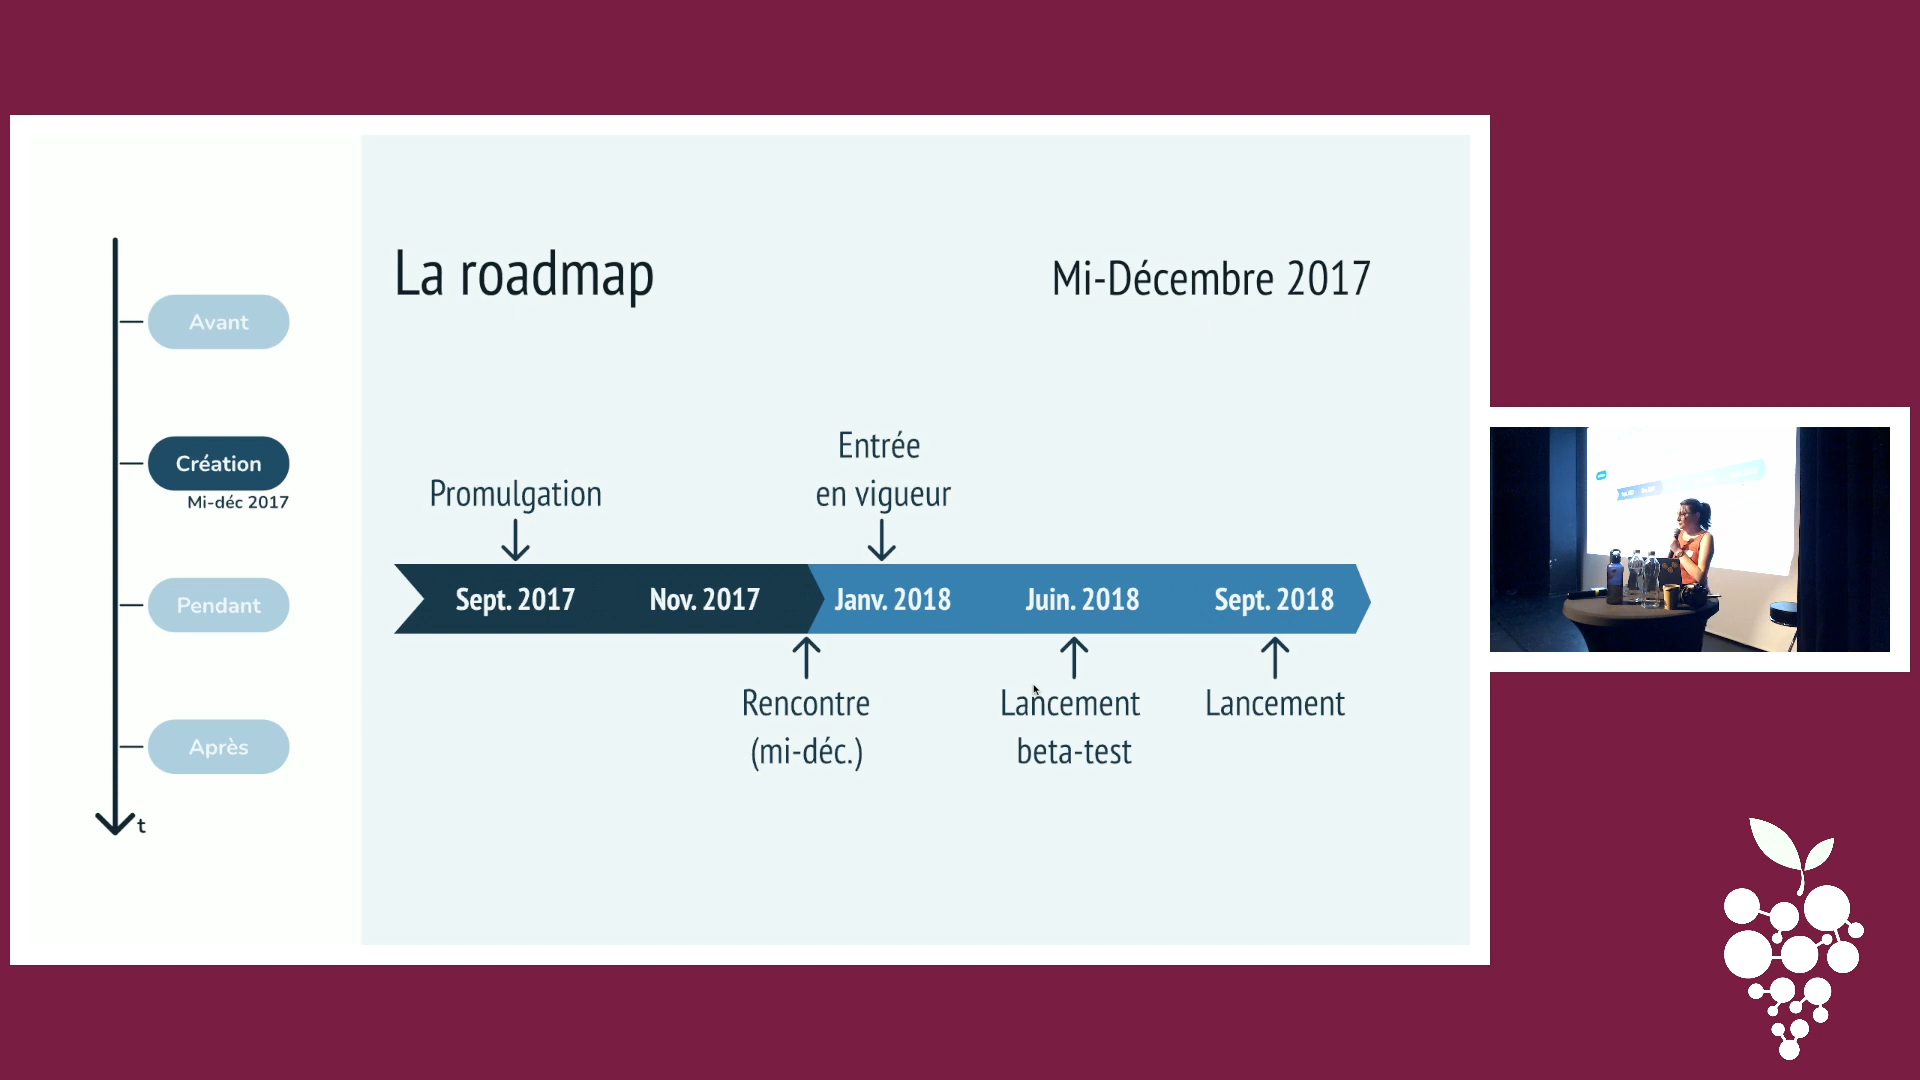 Avant
Création
Mi-déc 2017
Pendant
Après
t
La roadmap
Mi-Décembre 2017
Promulgation
Entrée
en vigueur
Sept. 2017
Nov. 2017
Janv. 2018
Juin. 2018
Sept. 2018
Rencontre
(mi-déc.)
Lancement
beta-test
Lancement